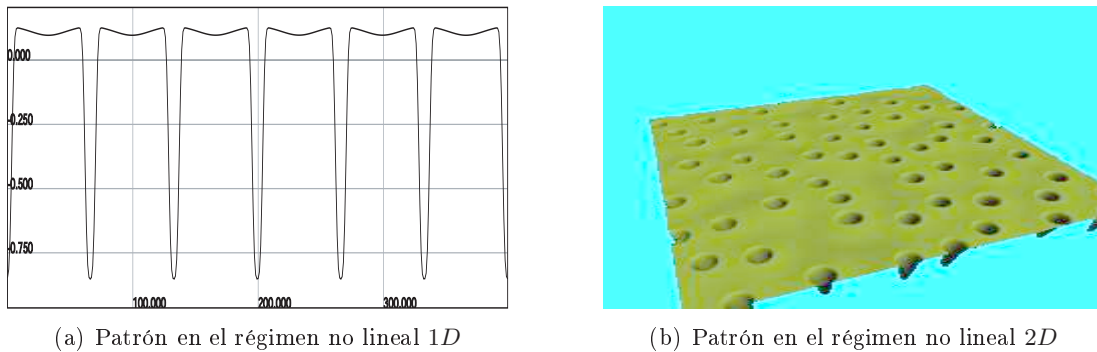 0.000
-0.250
-0.500
-0.750
100.000 200.000 300.000
(a) Patrón en el régimen no lineal 1D
(b) Patrón en el régimen no lineal 2D